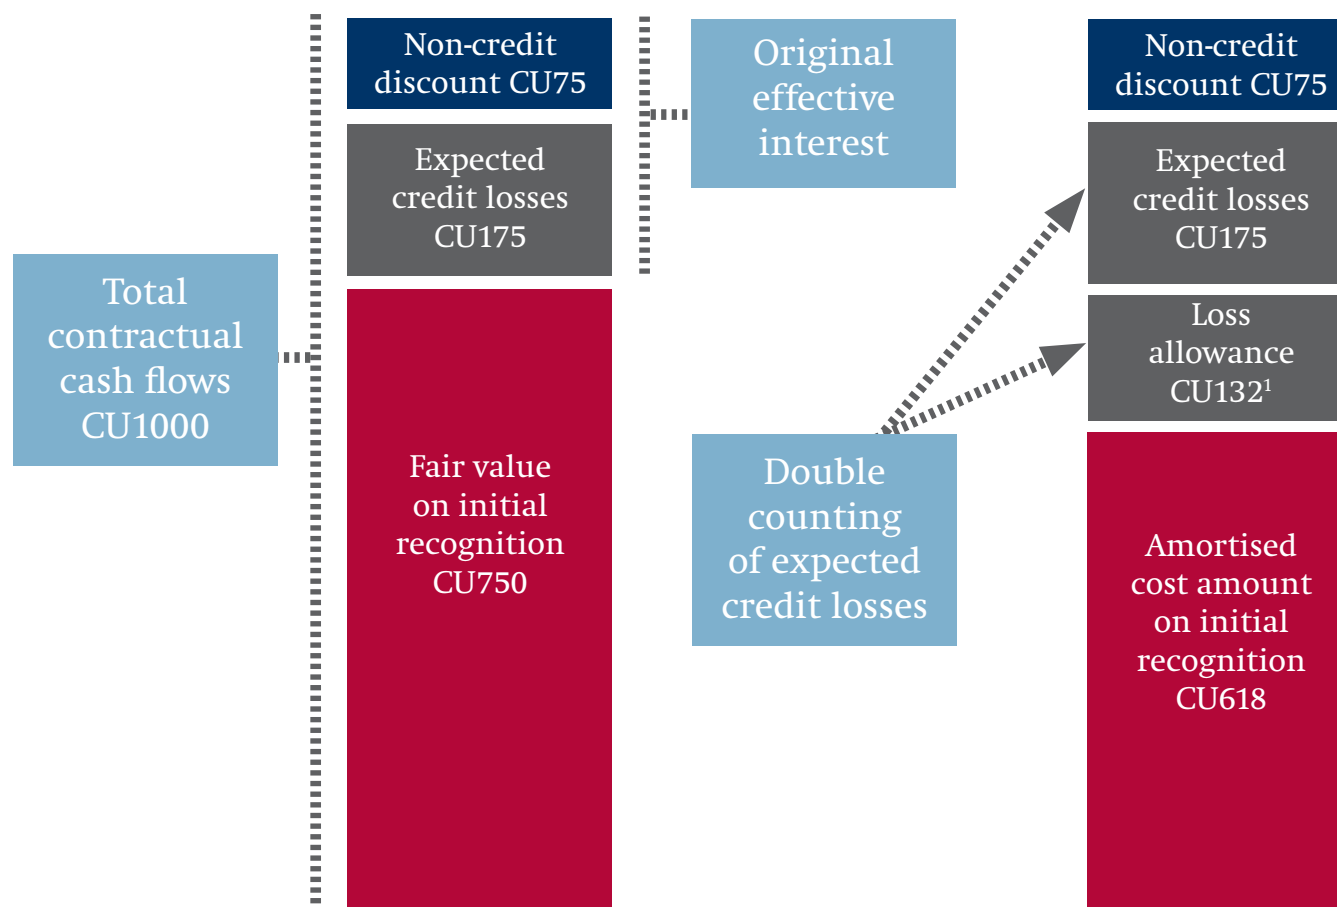 Total
contractual
cash flows
CU1000
Non-credit
discount CU75
Expected
credit losses
CU175
Fair value
on initial
recognition
CU750
Original
effective
interest
Double
counting
of expected
credit losses
Non-credit
discount CU75
Expected
credit losses
CU175
Loss
allowance
CU132¹
Amortised
cost amount
on initial
recognition
CU618